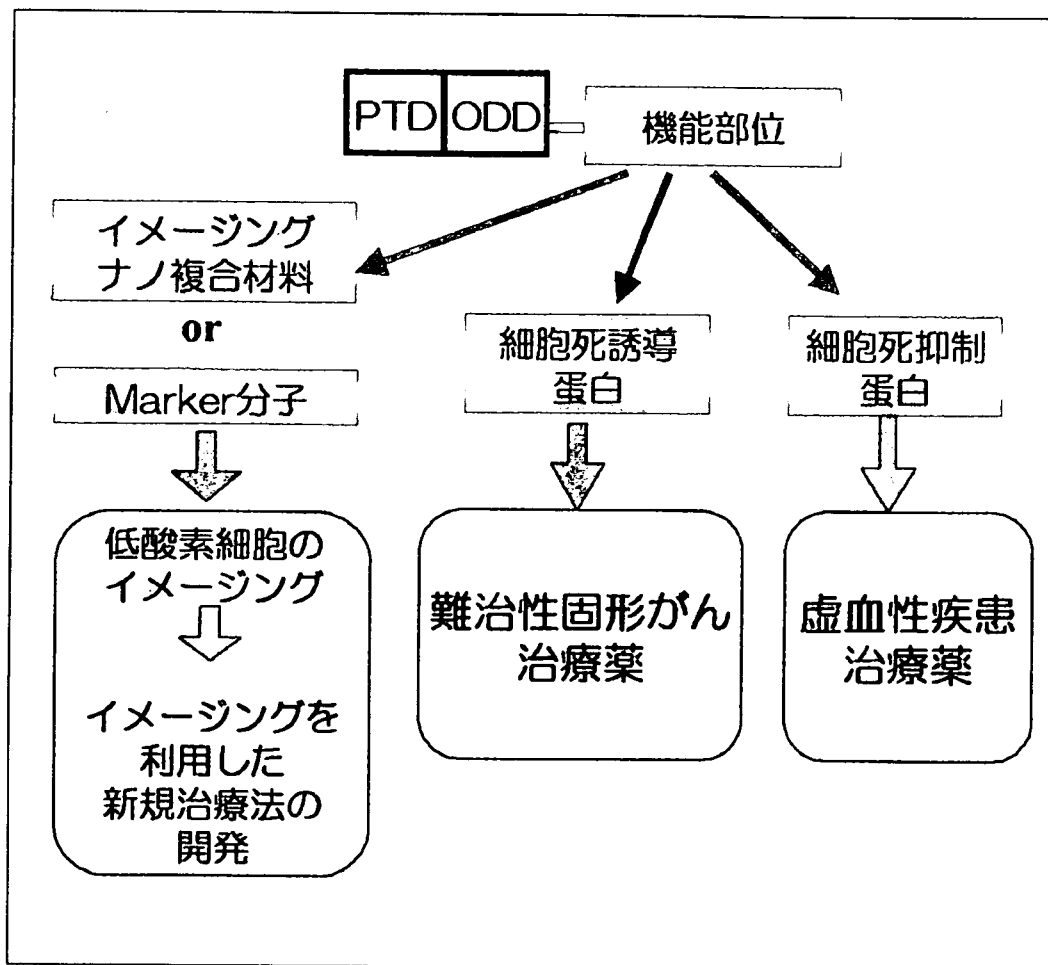 PTD ODD 機能部位
イメージング
ナノ複合材料
or
Marker分子
細胞死誘導
蛋白
細胞死抑制
蛋白
低酸素細胞の
イメージング
イメージングを
利用した
新規治療法の
開発
難治性固形がん
治療薬
虚血性疾患
治療薬